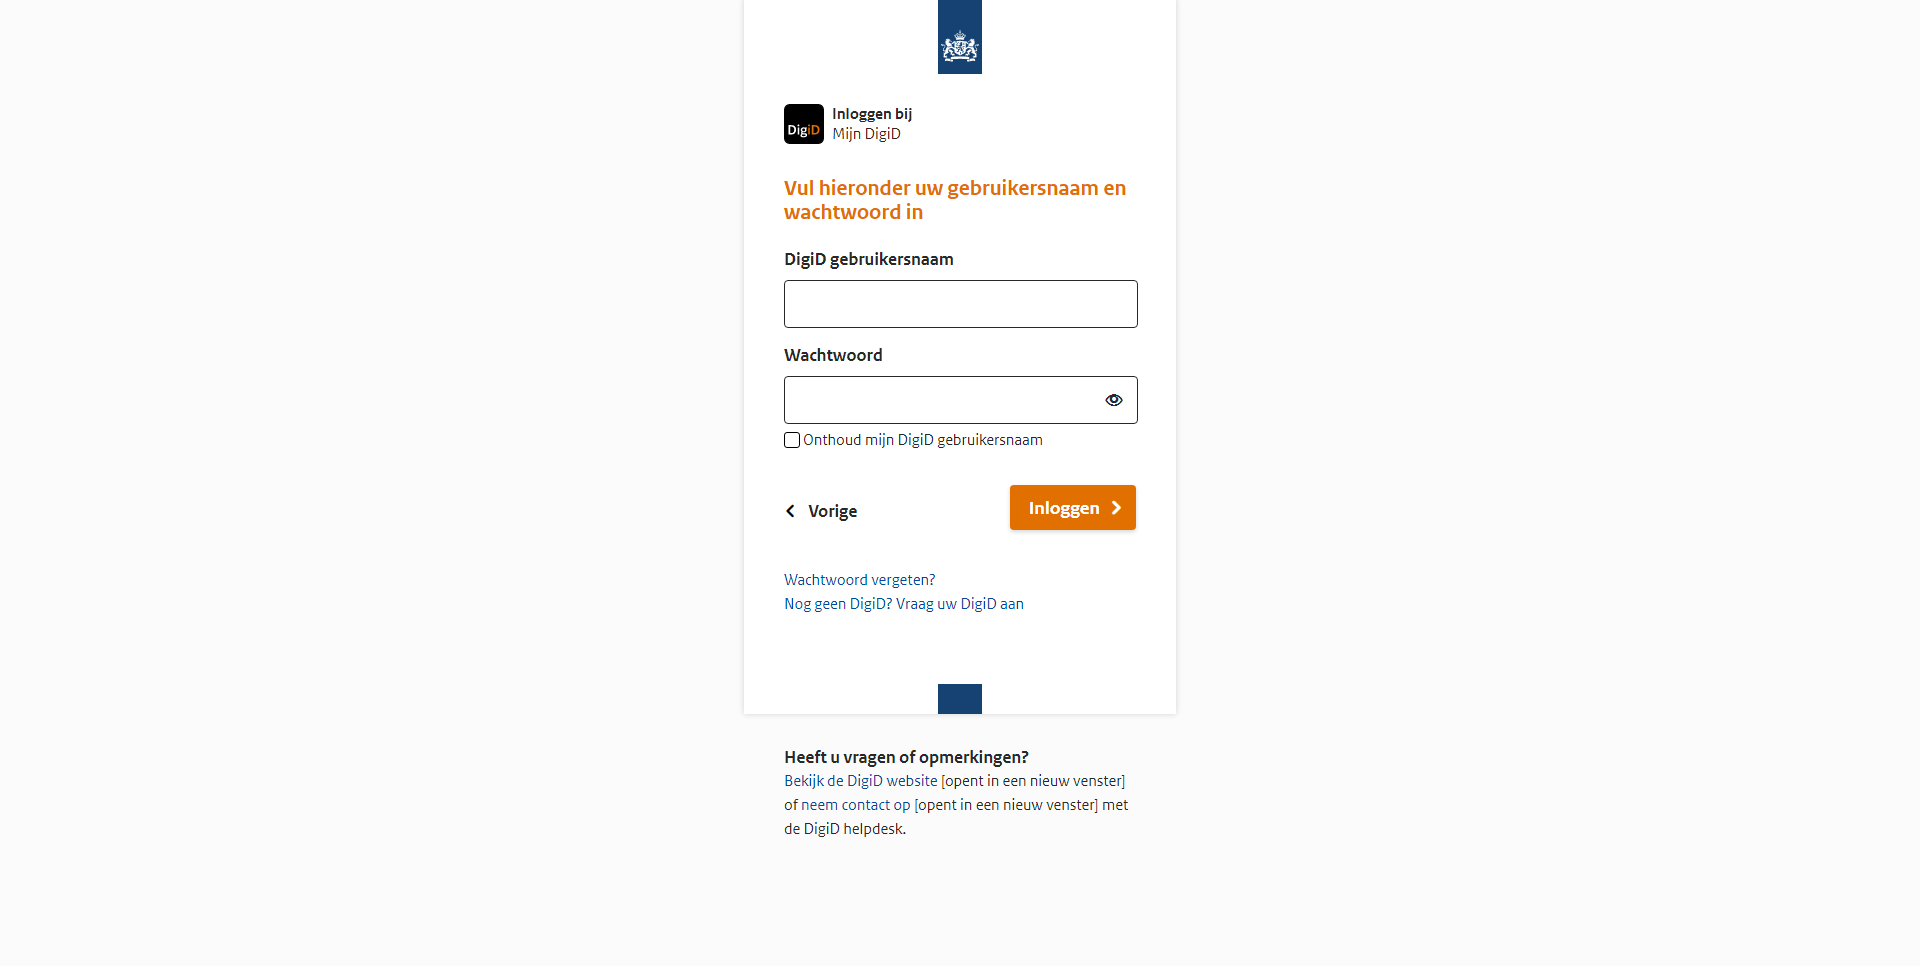 DigiD
Inloggen bij
Mijn DigiD
Vul hieronder uw gebruikersnaam en
wachtwoord in
DigiD gebruikersnaam
Wachtwoord
Onthoud mijn DigiD gebruikersnaam
Vorige
Inloggen
Wachtwoord vergeten?
Nog geen DigiD? Vraag uw DigiD aan
Heeft u vragen of opmerkingen?
Bekijk de DigiD website [opent in een nieuw venster]
of neem contact op [opent in een nieuw venster] met
de DigiD helpdesk.